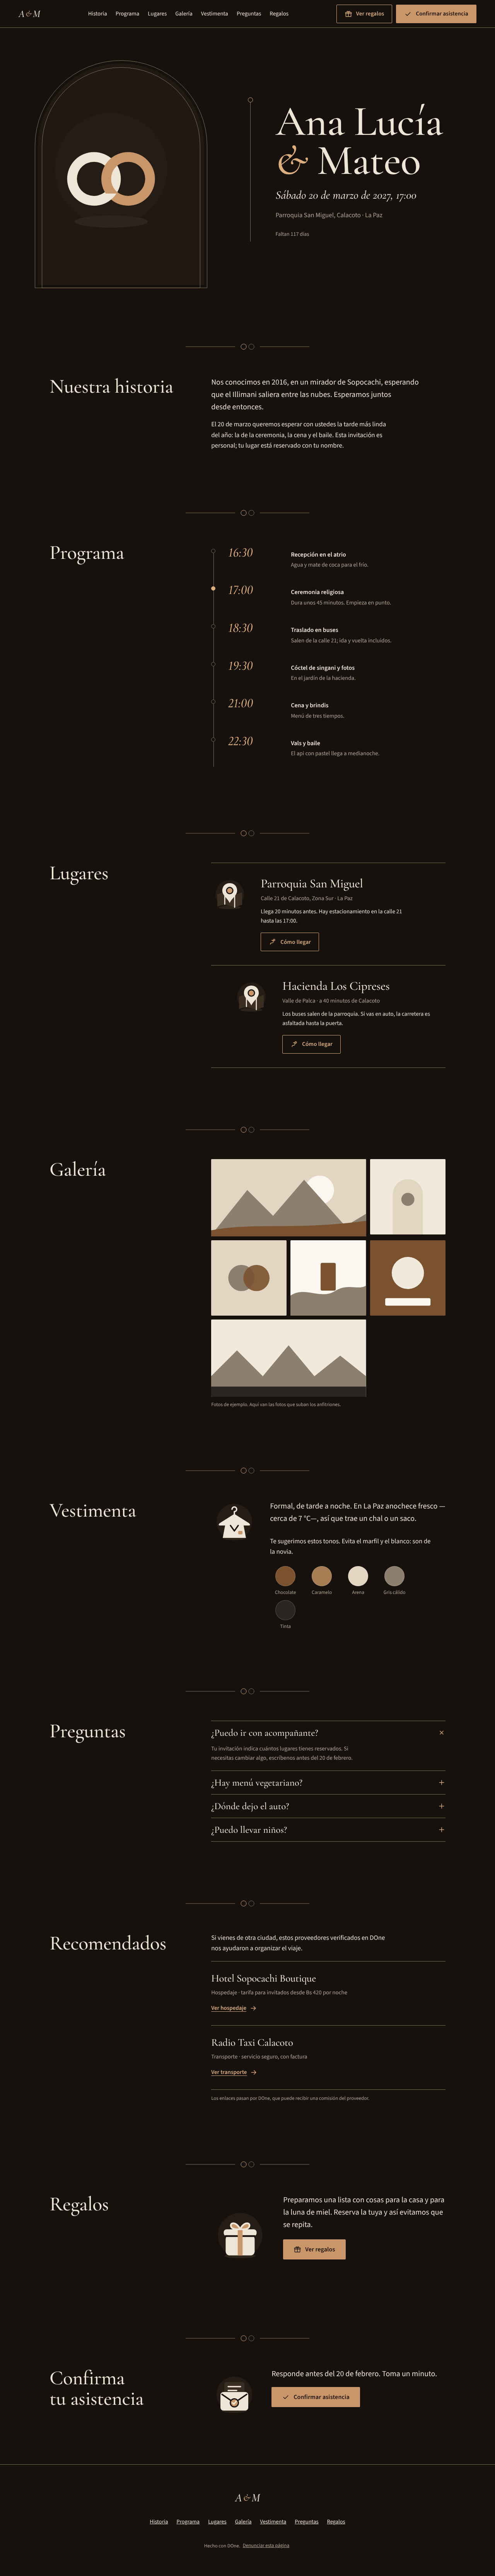 A & M
Historia Programa Lugares Galería Vestimenta Preguntas Regalos
Ver regalos
Confirmar asistencia
Ana Lucía
& Mateo
Sábado 20 de marzo de 2027, 17:00
Parroquia San Miguel, Calacoto · La Paz
Faltan 117 días
Nuestra historia
Nos conocimos en 2016, en un mirador de Sopocachi, esperando
que el Illimani saliera entre las nubes. Esperamos juntos
desde entonces.
El 20 de marzo queremos esperar con ustedes la tarde más linda
del año: la de la ceremonia, la cena y el baile. Esta invitación es
personal; tu lugar está reservado con tu nombre.
Programa
16:30
Recepción en el atrio
Agua y mate de coca para el frío.
17:00
Ceremonia religiosa
Dura unos 45 minutos. Empieza en punto.
18:30
Traslado en buses
Salen de la calle 21; ida y vuelta incluidos.
19:30
Cóctel de singani y fotos
En el jardín de la hacienda.
21:00
Cena y brindis
Menú de tres tiempos.
22:30
Vals y baile
El api con pastel llega a medianoche.
Lugares
Parroquia San Miguel
Calle 21 de Calacoto, Zona Sur · La Paz
Llega 20 minutos antes. Hay estacionamiento en la calle 21
hasta las 17:00.
Cómo llegar
Hacienda Los Cipreses
Valle de Palca · a 40 minutos de Calacoto
Los buses salen de la parroquia. Si vas en auto, la carretera es
asfaltada hasta la puerta.
Cómo llegar
Galería
Fotos de ejemplo. Aquí van las fotos que suban los anfitriones.
Vestimenta
Formal, de tarde a noche. En La Paz anochece fresco —
cerca de 7 °C—, así que trae un chal o un saco.
Te sugerimos estos tonos. Evita el marfil y el blanco: son de
la novia.
Chocolate
Caramelo
Arena
Gris cálido
Tinta
Preguntas
¿Puedo ir con acompañante?
Tu invitación indica cuántos lugares tienes reservados. Si
necesitas cambiar algo, escríbenos antes del 20 de febrero.
¿Hay menú vegetariano?
¿Dónde dejo el auto?
¿Puedo llevar niños?
Recomendados
Si vienes de otra ciudad, estos proveedores verificados en DOne
nos ayudaron a organizar el viaje.
Hotel Sopocachi Boutique
Hospedaje · tarifa para invitados desde Bs 420 por noche
Ver hospedaje
Radio Taxi Calacoto
Transporte · servicio seguro, con factura
Ver transporte
Los enlaces pasan por DOne, que puede recibir una comisión del proveedor.
Regalos
Preparamos una lista con cosas para la casa y para
la luna de miel. Reserva la tuya y así evitamos que
se repita.
Ver regalos
Confirma
tu asistencia
Responde antes del 20 de febrero. Toma un minuto.
Confirmar asistencia
A & M
Historia Programa Lugares Galería Vestimenta Preguntas Regalos
Hecho con DOne. Denunciar esta página